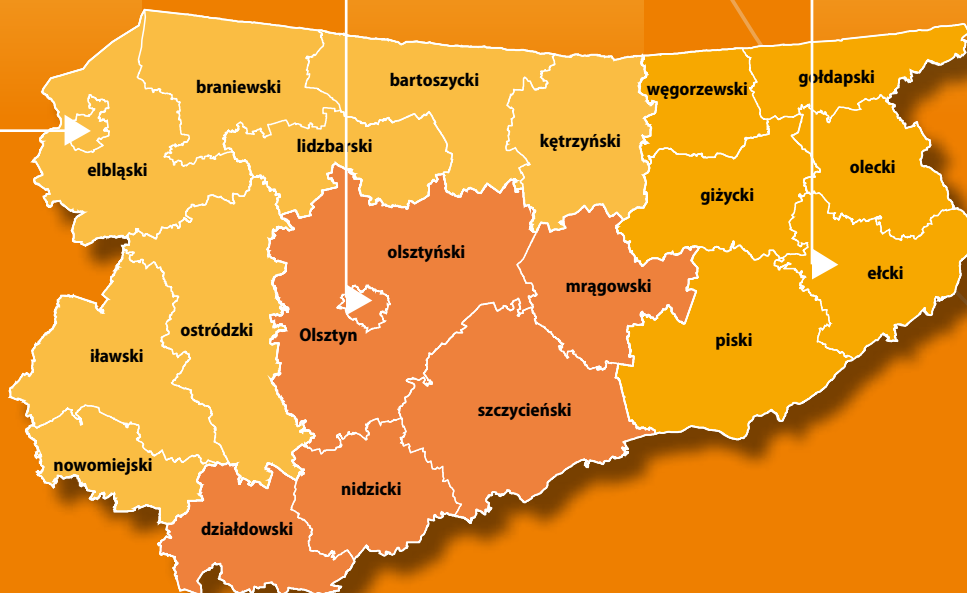 braniewski
bartoszycki
węgorzewski
gołdapski
lidzbarski
kętrzyński
elbląski
olecki
giżycki
olsztyński
ełcki
mrągowski
ostródzki
Olsztyn
piski
iławski
szczycieński
nowomiejski
nidzicki
działdowski